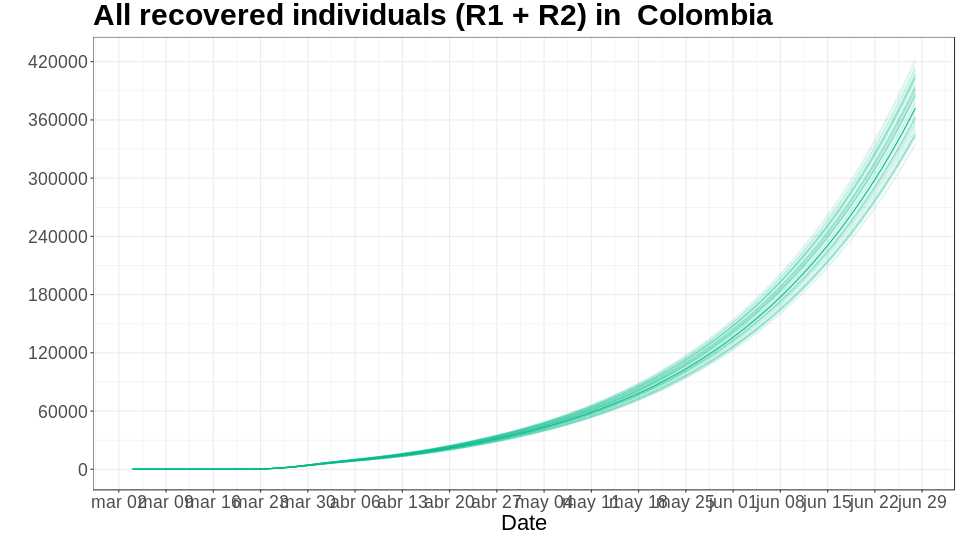 All recovered individuals (R1 + R2) in  Colombia
420000
360000
300000
240000
180000
120000
60000
0
mar 02 mar 09 mar 16 mar 23 mar 30 abr 06 abr 13 abr 20 abr 27 may 04 may 11 may 18 may 25 jun 01 jun 08 jun 15 jun 22 jun 29
Date